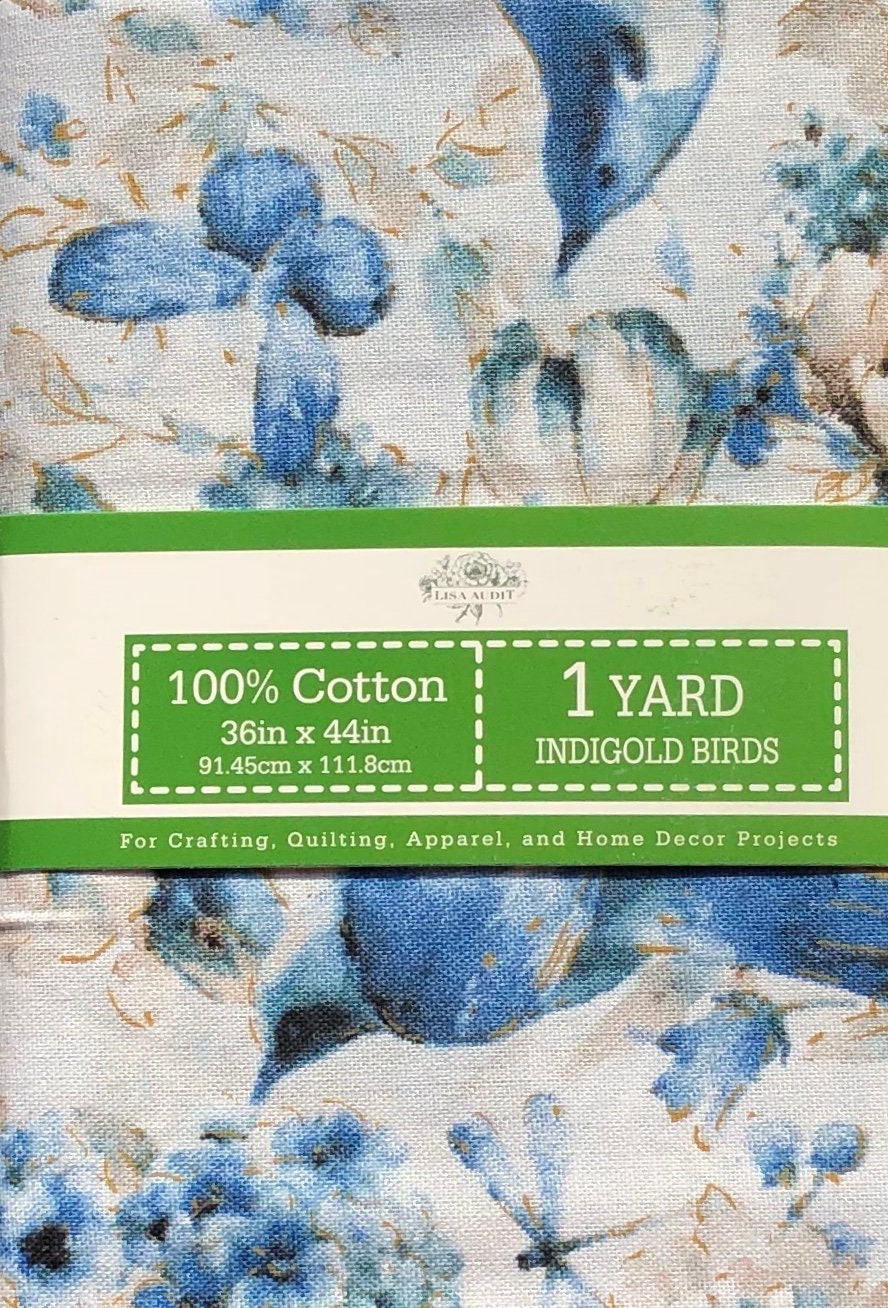 LISA AUDIT
100% Cotton
36in x 44in
91.45cm x 111.8cm
1 YARD
INDIGOLD BIRDS
For Crafting, Quilting, Apparel, and Home Decor Projects